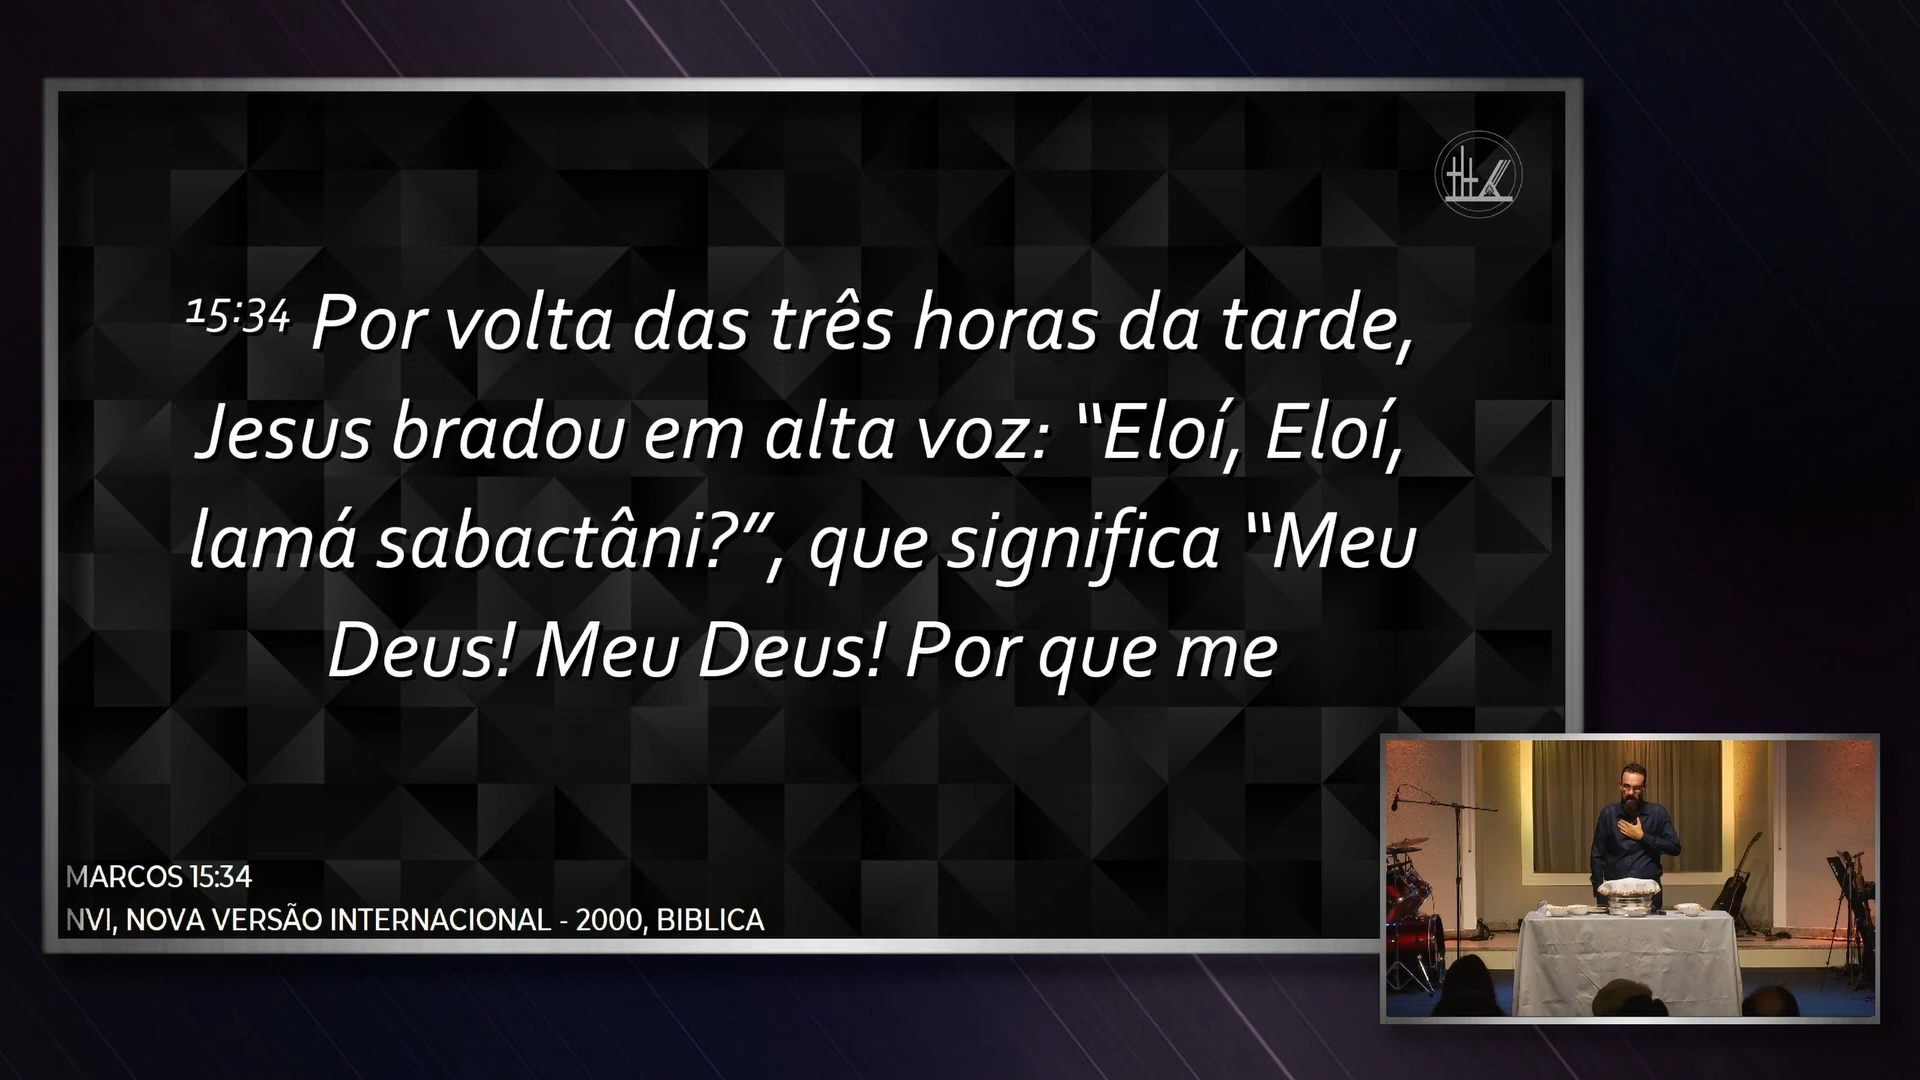 15:34 Por volta das três horas da tarde,
Jesus bradou em alta voz: “Eloí, Eloí,
lamá sabactâni?”, que significa “Meu
Deus! Meu Deus! Por que me
MARCOS 15:34
NVI, NOVA VERSÃO INTERNACIONAL - 2000, BIBLICA